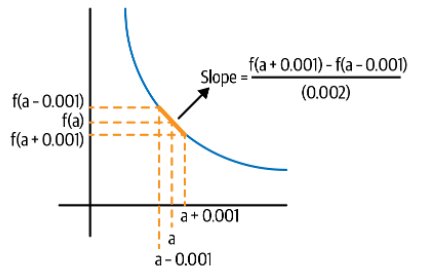 f(a + 0.001) – f(a – 0.001)
Slope =
(0.002)
f(a – 0.001)
f(a)
f(a + 0.001)
a + 0.001
a
a – 0.001